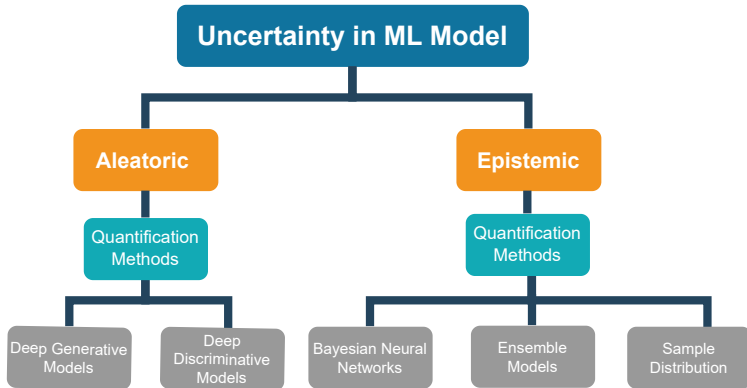 Uncertainty in ML Model
Aleatoric
Epistemic
Quantification
Methods
Quantification
Methods
Deep Generative
Models
Deep
Discriminative
Models
Bayesian Neural
Networks
Ensemble
Models
Sample
Distribution